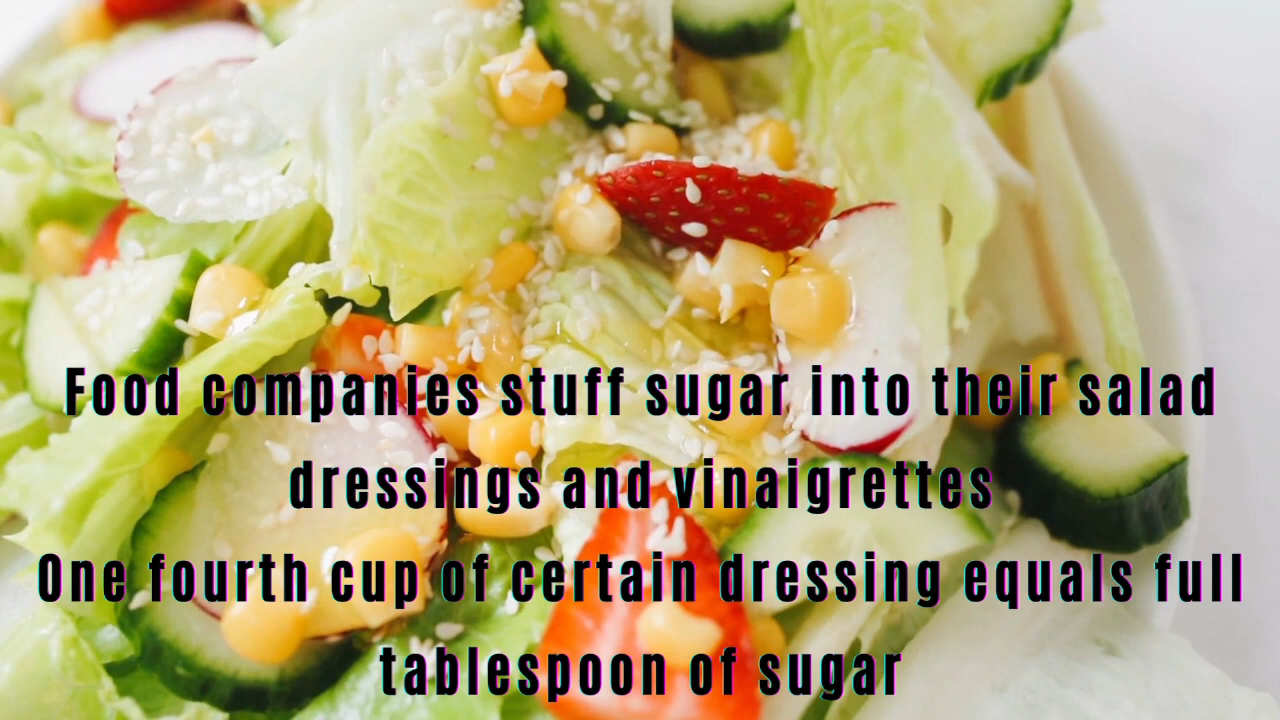 Food companies stuff sugar into their salad
dressings and vinaigrettes
One fourth cup of certain dressing equals full
tablespoon of sugar